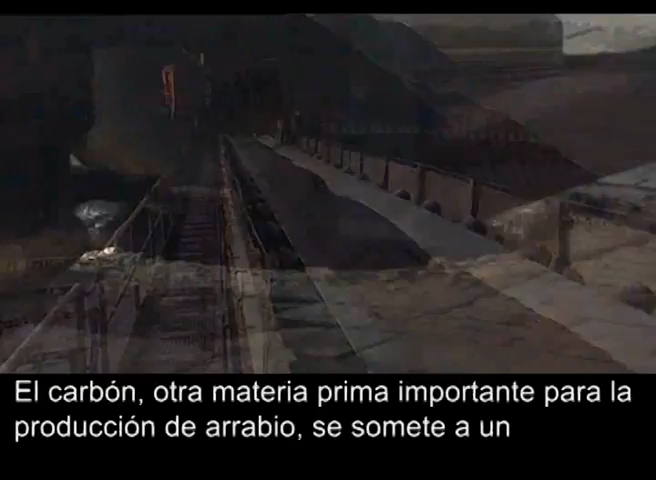 El carbón, otra materia prima importante para la
producción de arrabio, se somete a un